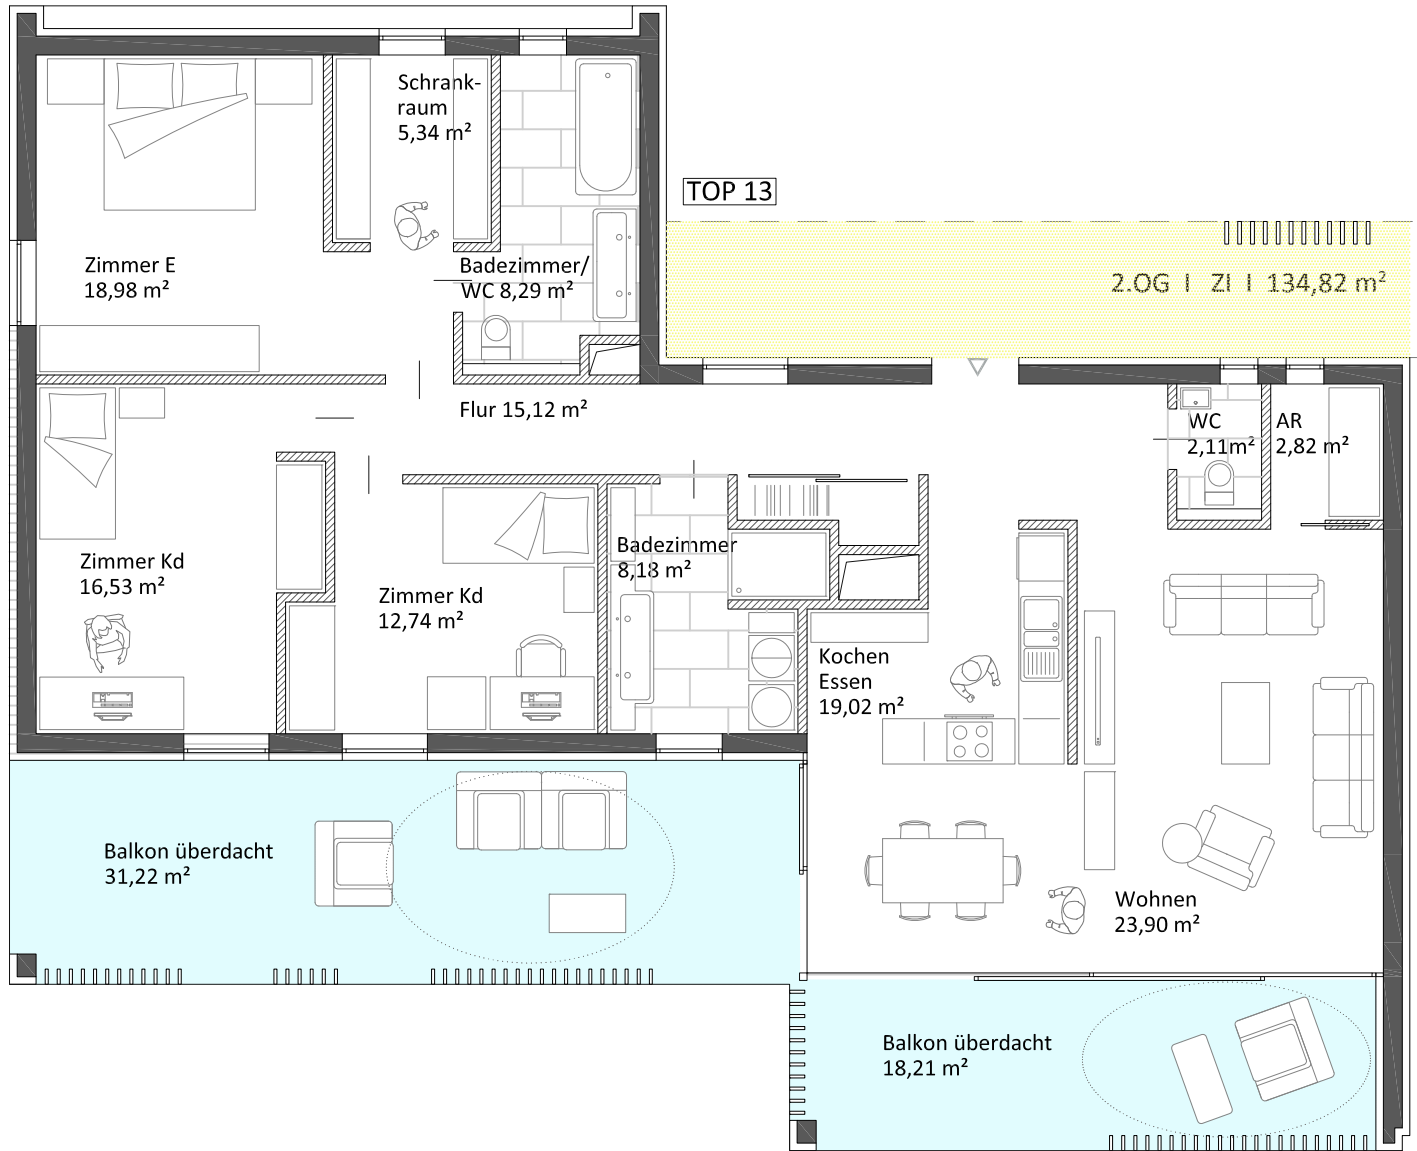 Schrank-
raum
5,34 m²
TOP 13
Zimmer E
18,98 m²
Badezimmer/
WC 8,29 m²
2.OG I ZI I 134,82 m²
Flur 15,12 m²
WC
2,11m²
AR
2,82 m²
Zimmer Kd
16,53 m²
Badezimmer
8,18 m²
Zimmer Kd
12,74 m²
Kochen
Essen
19,02 m²
Balkon überdacht
31,22 m²
Wohnen
23,90 m²
Balkon überdacht
18,21 m²